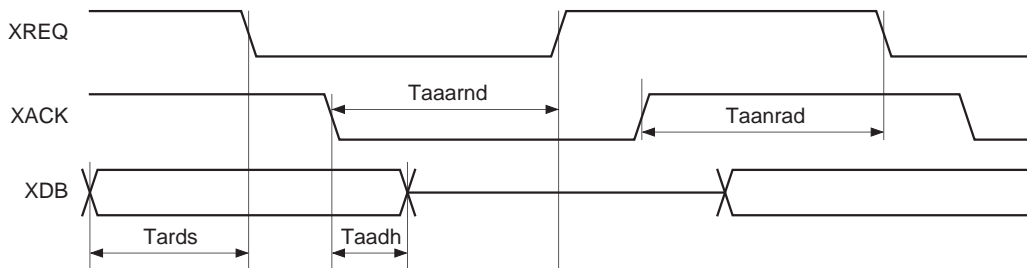 XREQ
Taaarnd
XACK
Taanrad
XDB
Tards
Taadh